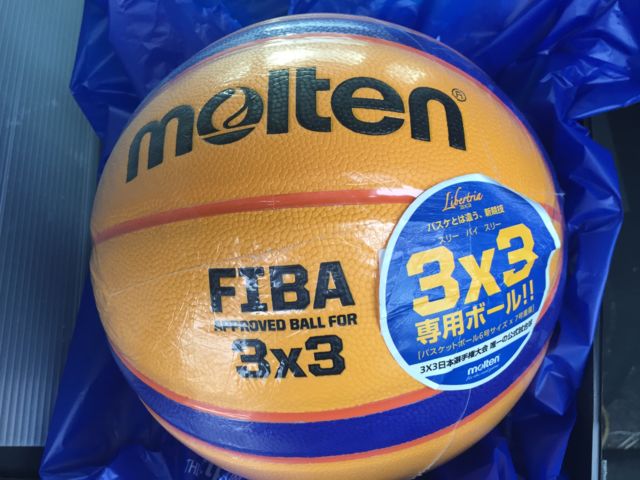 molten®
FIBA
APPROVED BALL FOR
3x3
Libertria
バスケとは違う、新競技
スリー バイ スリー
3x3
専用ボール!!
[バスケットボール6号サイズ×7号重量]
3X3日本選手権大会 唯一の公式試合球
molten